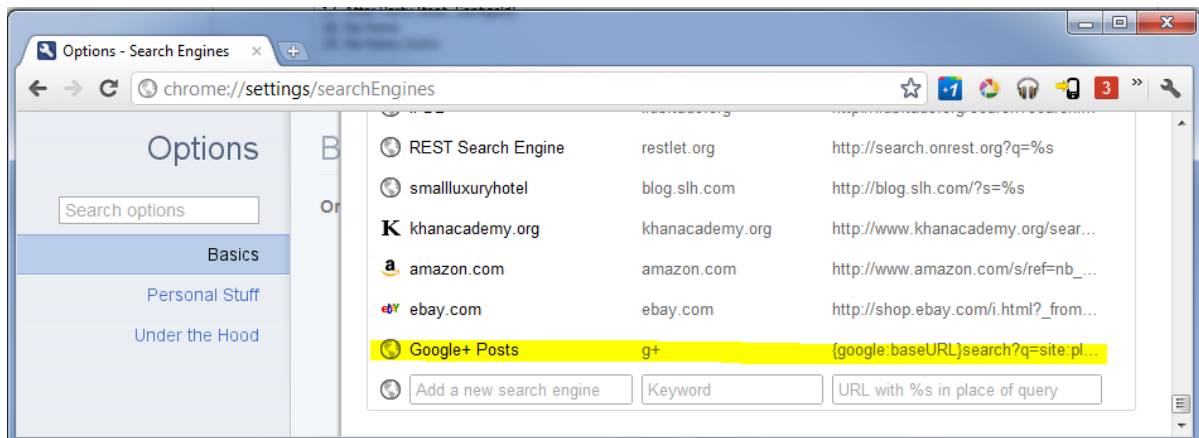 Options - Search Engines
chrome://settings/searchEngines
+1
3
Options
Search options
Basics
Personal Stuff
Under the Hood
B
Or
REST Search Engine restlet.org http://search.onrest.org?q=%s
smallluxuryhotel blog.slh.com http://blog.slh.com/?s=%s
K khanacademy.org khanacademy.org http://www.khanacademy.org/sear...
a amazon.com amazon.com http://www.amazon.com/s/ref=nb_...
ebay ebay.com ebay.com http://shop.ebay.com/i.html?_from...
Google+ Posts g+ {google:baseURL}search?q=site:pl...
Add a new search engine Keyword URL with %s in place of query